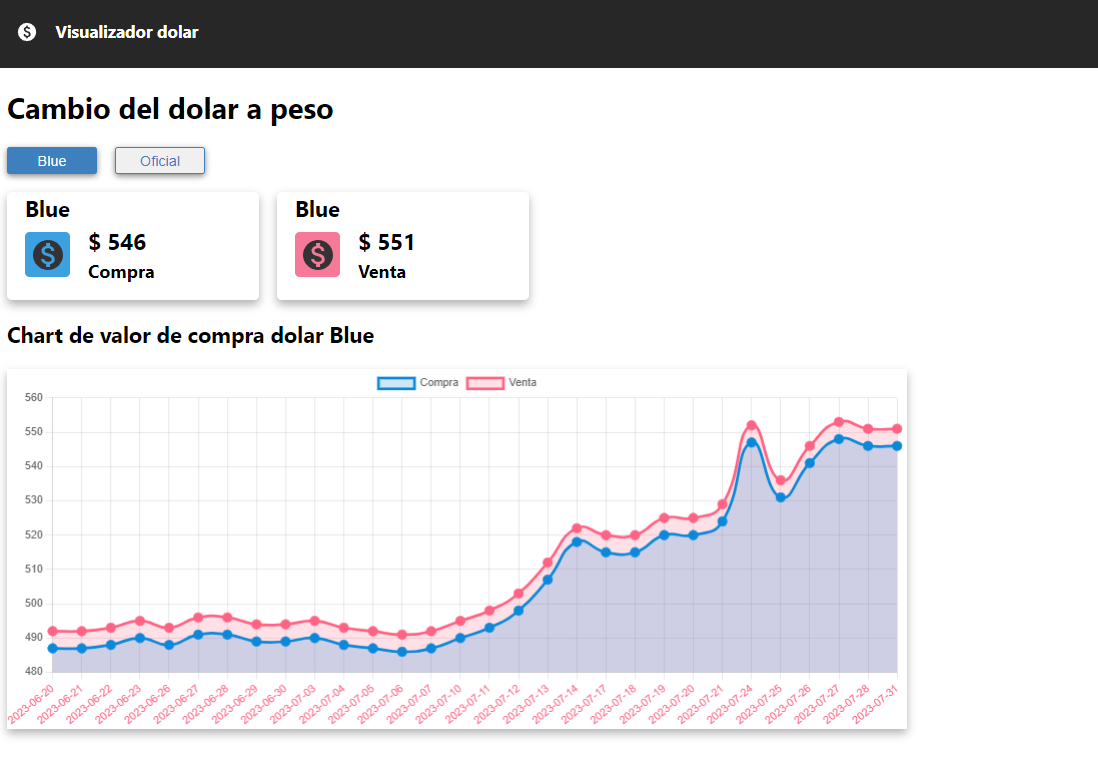 Visualizador dolar
Cambio del dolar a peso
Blue
Oficial
Blue
$ 546
Compra
Blue
$ 551
Venta
Chart de valor de compra dolar Blue
Compra Venta
560
550
540
530
520
510
500
490
480
2023-06-20 2023-06-21 2023-06-22 2023-06-23 2023-06-26 2023-06-27 2023-06-28 2023-06-29 2023-06-30 2023-07-03 2023-07-04 2023-07-05 2023-07-06 2023-07-07 2023-07-10 2023-07-11 2023-07-12 2023-07-13 2023-07-14 2023-07-17 2023-07-18 2023-07-19 2023-07-20 2023-07-21 2023-07-24 2023-07-25 2023-07-26 2023-07-27 2023-07-28 2023-07-31